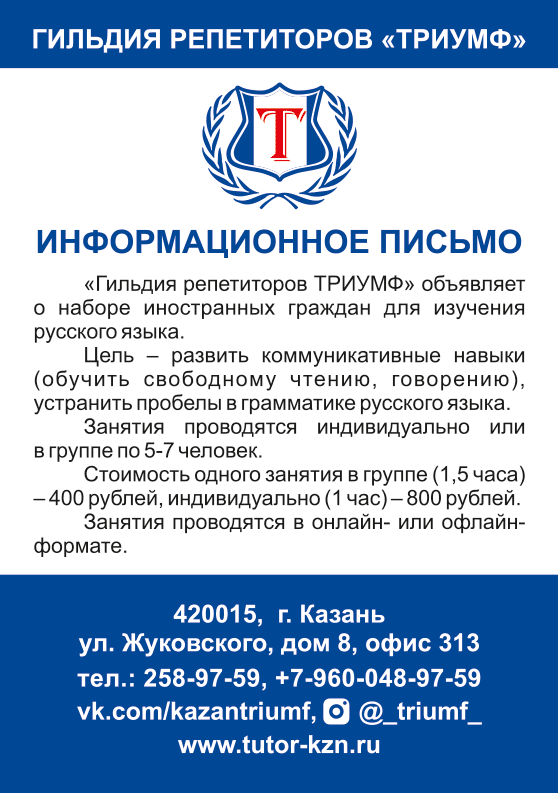 ГИЛЬДИЯ РЕПЕТИТОРОВ «ТРИУМФ»
Т
ИНФОРМАЦИОННОЕ ПИСЬМО
«Гильдия репетиторов ТРИУМФ» объявляет
о наборе иностранных граждан для изучения
русского языка.
Цель – развить коммуникативные навыки
(обучить свободному чтению, говорению),
устранить пробелы в грамматике русского языка.
Занятия проводятся индивидуально или
в группе по 5-7 человек.
Стоимость одного занятия в группе (1,5 часа)
– 400 рублей, индивидуально (1 час) – 800 рублей.
Занятия проводятся в онлайн- или офлайн-
формате.
420015, г. Казань
ул. Жуковского, дом 8, офис 313
тел.: 258-97-59, +7-960-048-97-59
vk.com/kazantriumf, @_triumf_
www.tutor-kzn.ru